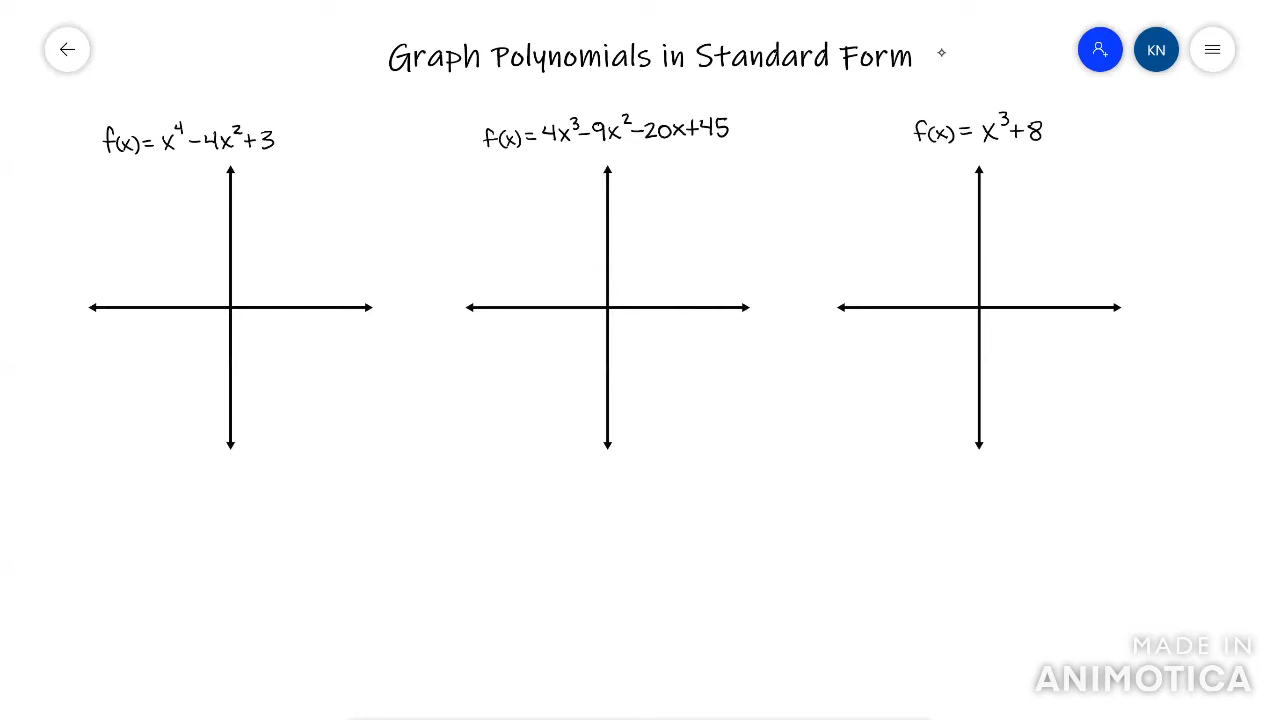 Graph Polynomials in Standard Form
KN
f(x) = x⁴ - 4x² + 3
f(x) = 4x³ - 9x² - 20x + 45
f(x) = x³ + 8
MADE IN
ANIMOTICA